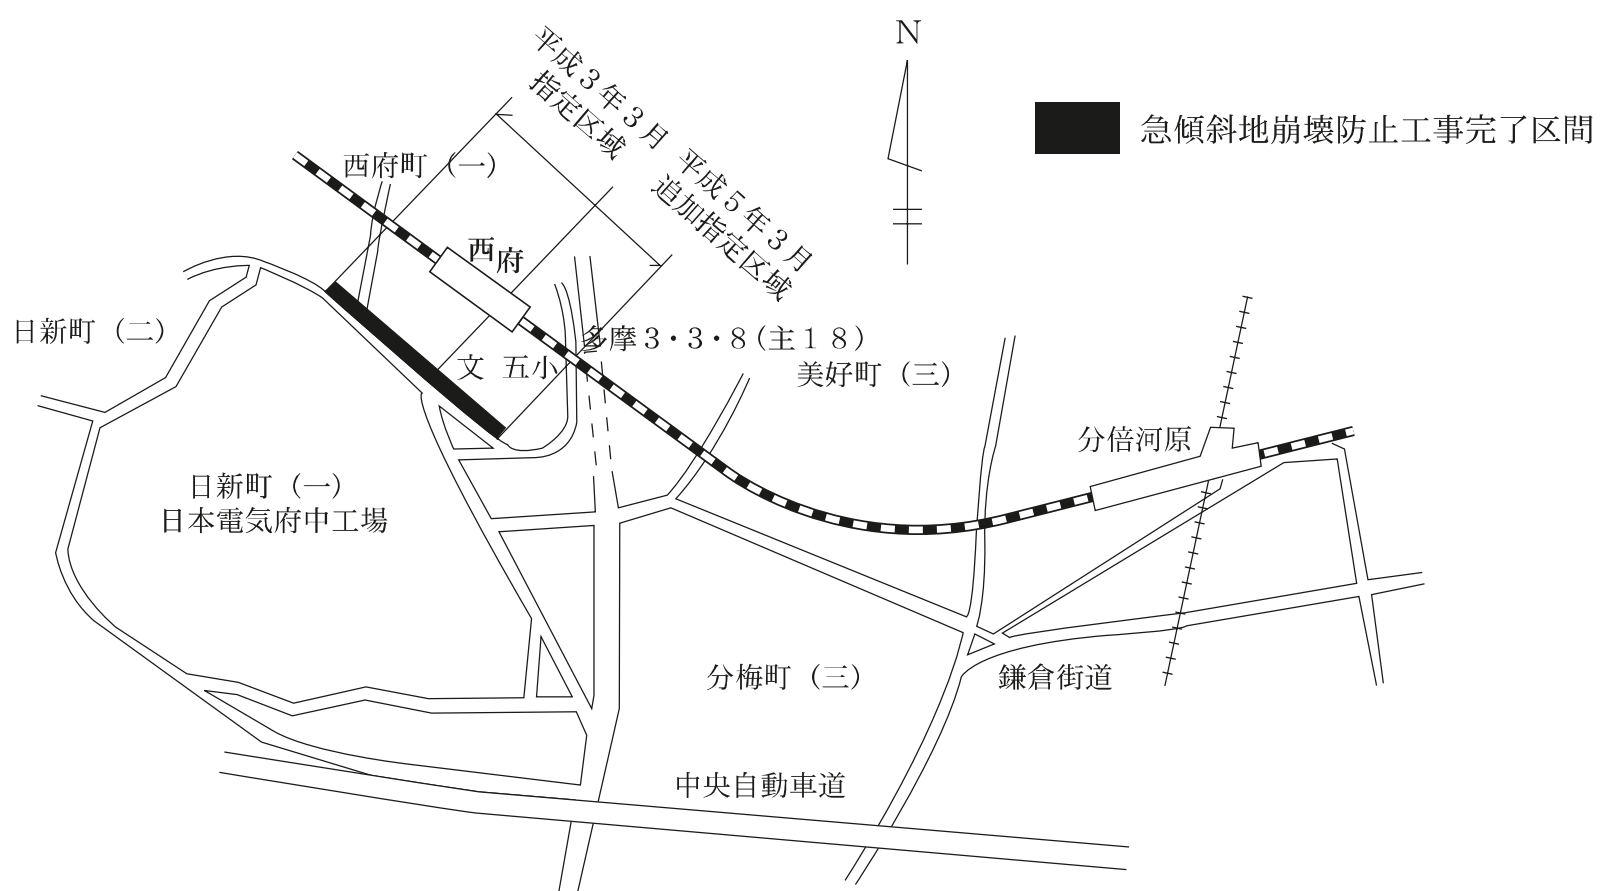 平成３年３月
指定区域
N
急傾斜地崩壊防止工事完了区間
西府町（一）
平成５年３月
追加指定区域
西府
日新町（二）
多摩３・３・８(主１８)
文 五小
美好町（三）
分倍河原
日新町（一）
日本電気府中工場
分梅町（三）
鎌倉街道
中央自動車道